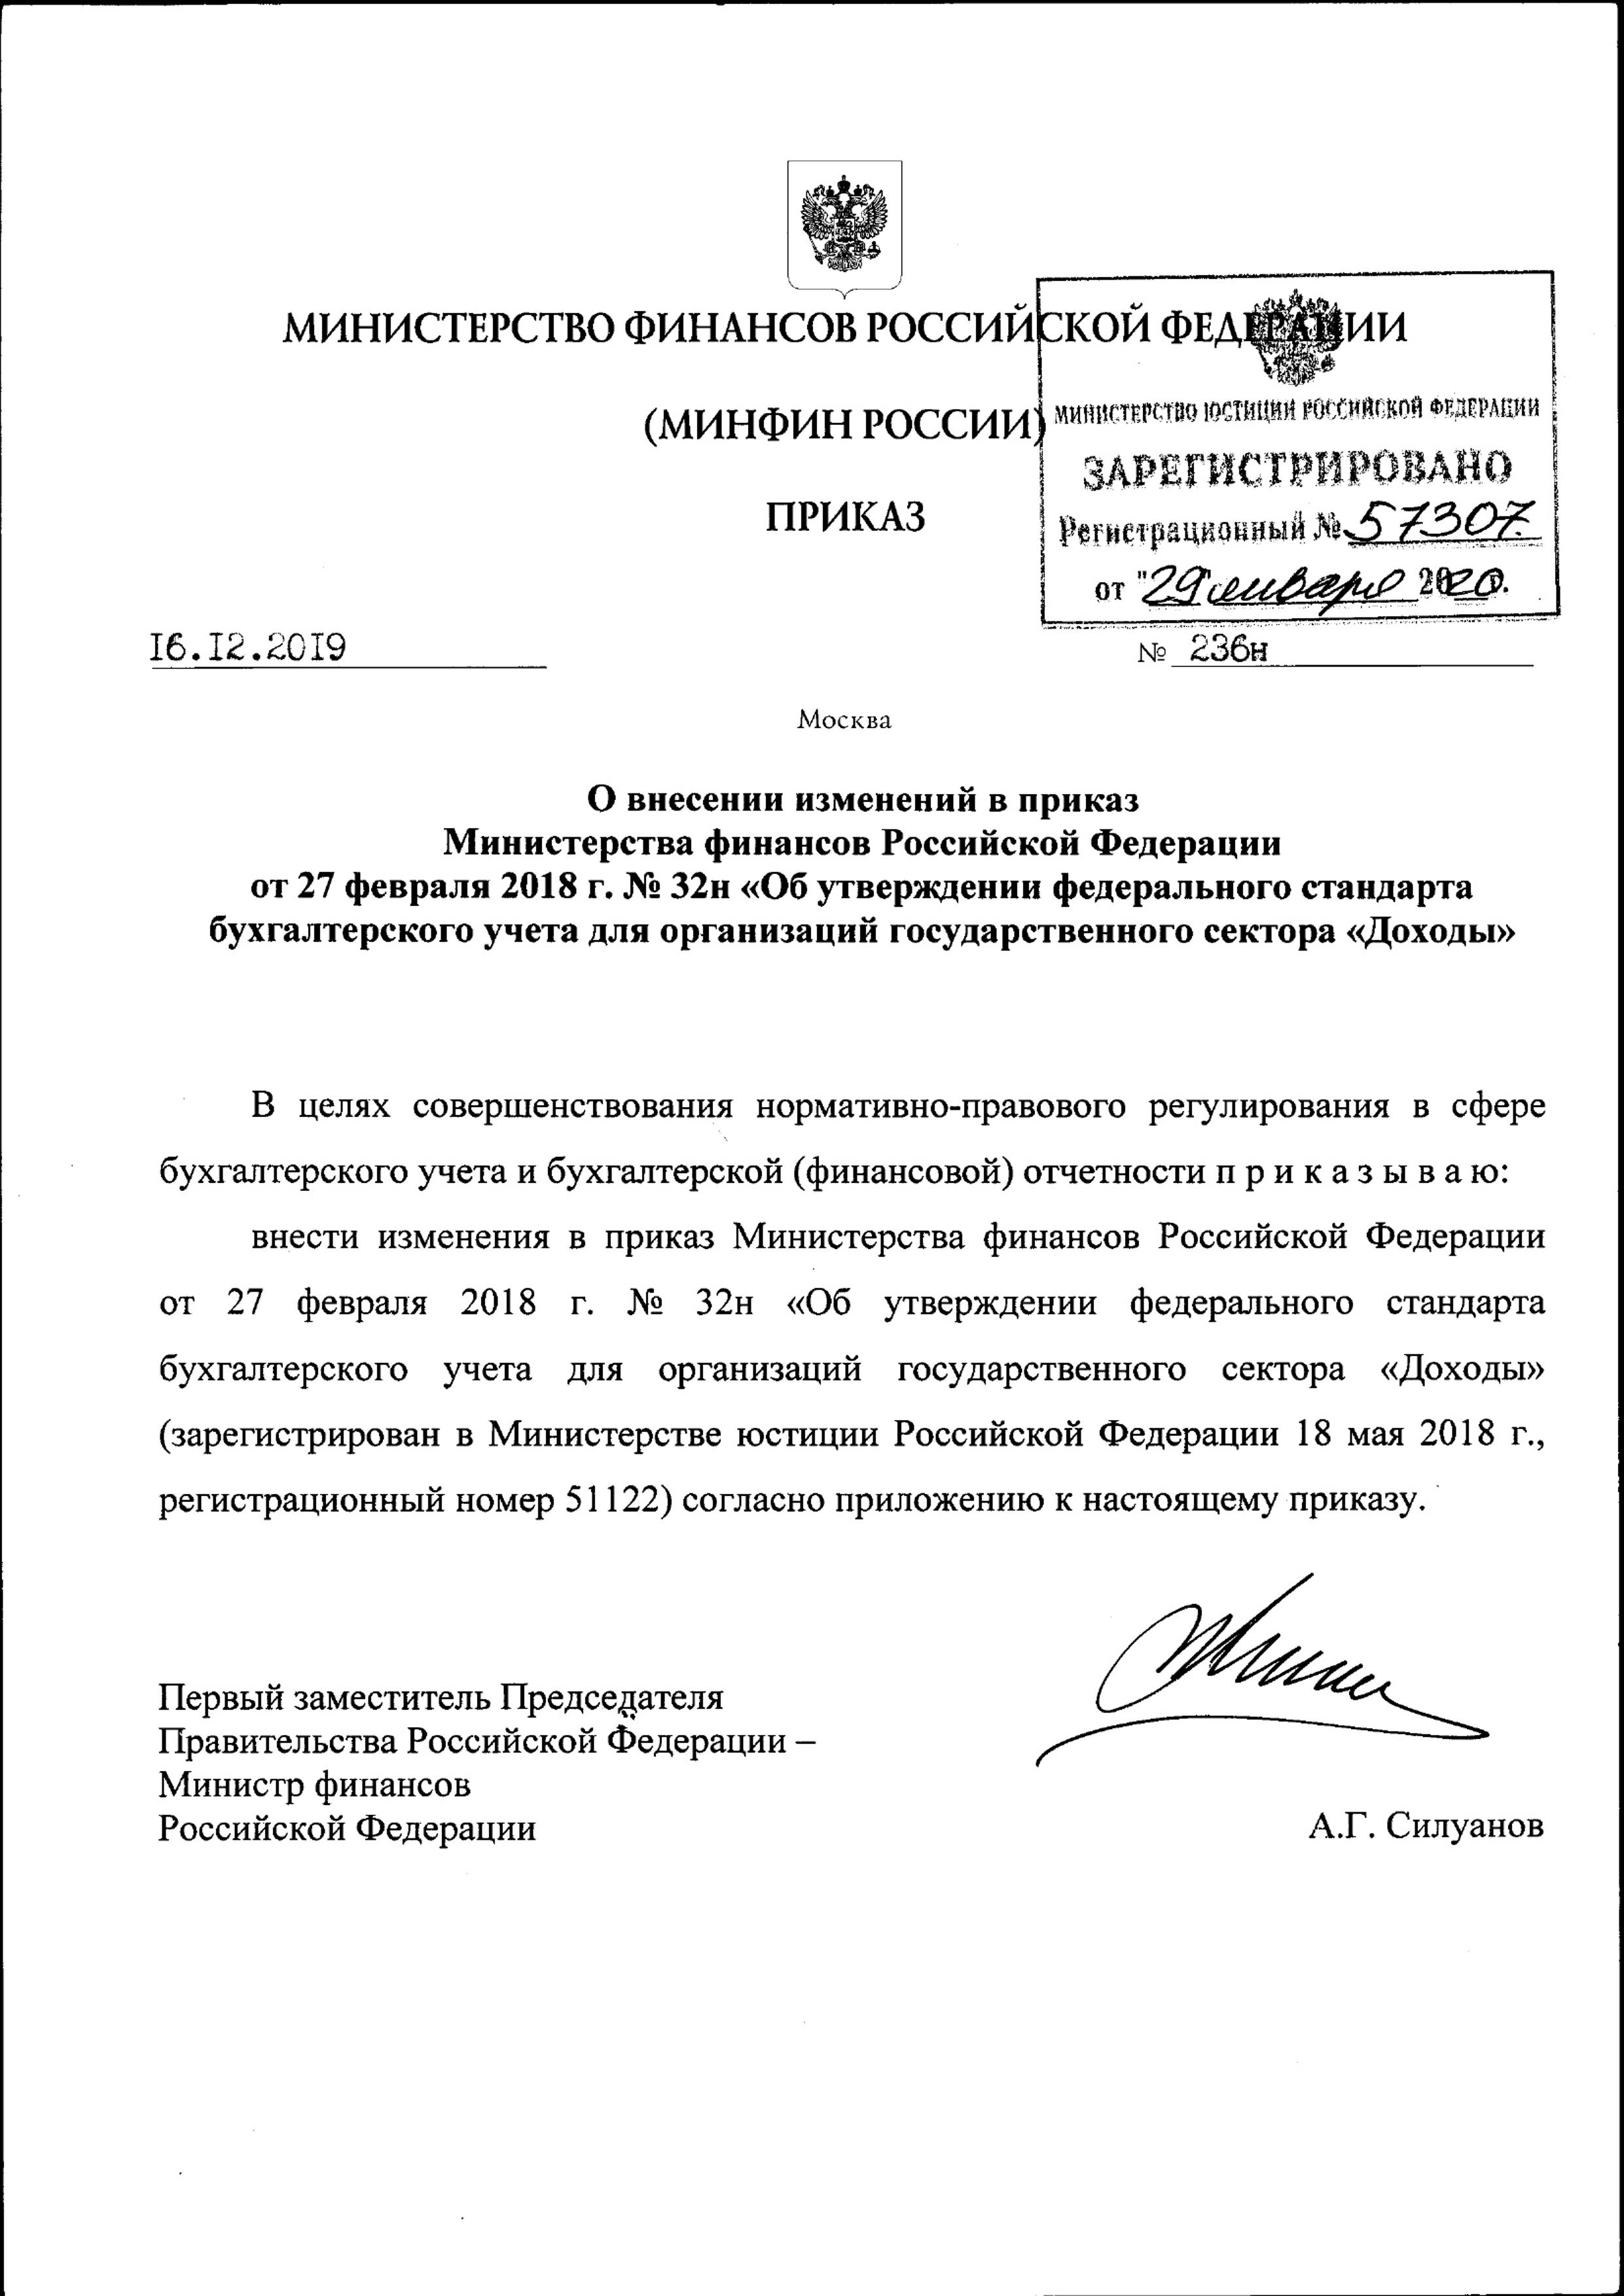 МИНИСТЕРСТВО ФИНАНСОВ РОССИЙСКОЙ ФЕДЕРАЦИИ
(МИНФИН РОССИИ)
ПРИКАЗ
МИНИСТЕРСТВО ЮСТИЦИИ РОССИЙСКОЙ ФЕДЕРАЦИИ
ЗАРЕГИСТРИРОВАНО
Регистрационный № 57307.
от "29" января 2020.
16.12.2019
№ 236н
Москва
О внесении изменений в приказ
Министерства финансов Российской Федерации
от 27 февраля 2018 г. № 32н «Об утверждении федерального стандарта
бухгалтерского учета для организаций государственного сектора «Доходы»
В целях совершенствования нормативно-правового регулирования в сфере
бухгалтерского учета и бухгалтерской (финансовой) отчетности п р и к а з ы в а ю:
внести изменения в приказ Министерства финансов Российской Федерации
от 27 февраля 2018 г. № 32н «Об утверждении федерального стандарта
бухгалтерского учета для организаций государственного сектора «Доходы»
(зарегистрирован в Министерстве юстиции Российской Федерации 18 мая 2018 г.,
регистрационный номер 51122) согласно приложению к настоящему приказу.
Первый заместитель Председателя
Правительства Российской Федерации –
Министр финансов
Российской Федерации
А.Г. Силуанов